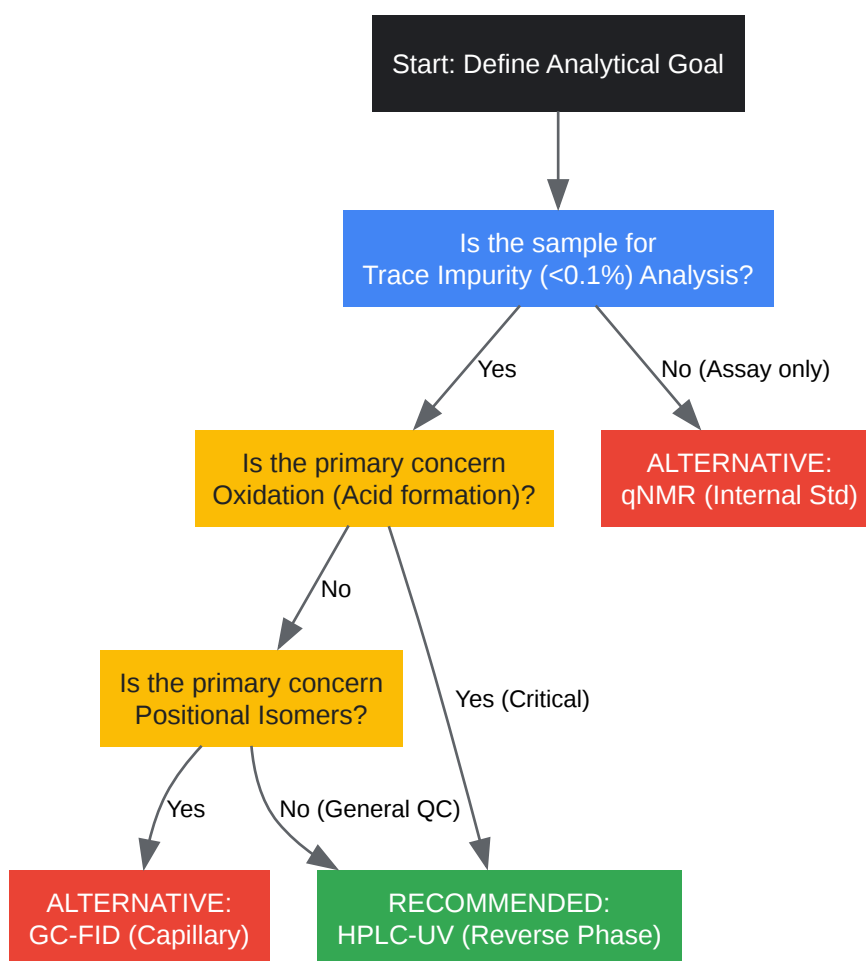 Start: Define Analytical Goal
Is the sample for
Trace Impurity (<0.1%) Analysis?
Yes
No (Assay only)
Is the primary concern
Oxidation (Acid formation)?
ALTERNATIVE:
qNMR (Internal Std)
No
Yes (Critical)
Is the primary concern
Positional Isomers?
Yes
No (General QC)
ALTERNATIVE:
GC-FID (Capillary)
RECOMMENDED:
HPLC-UV (Reverse Phase)